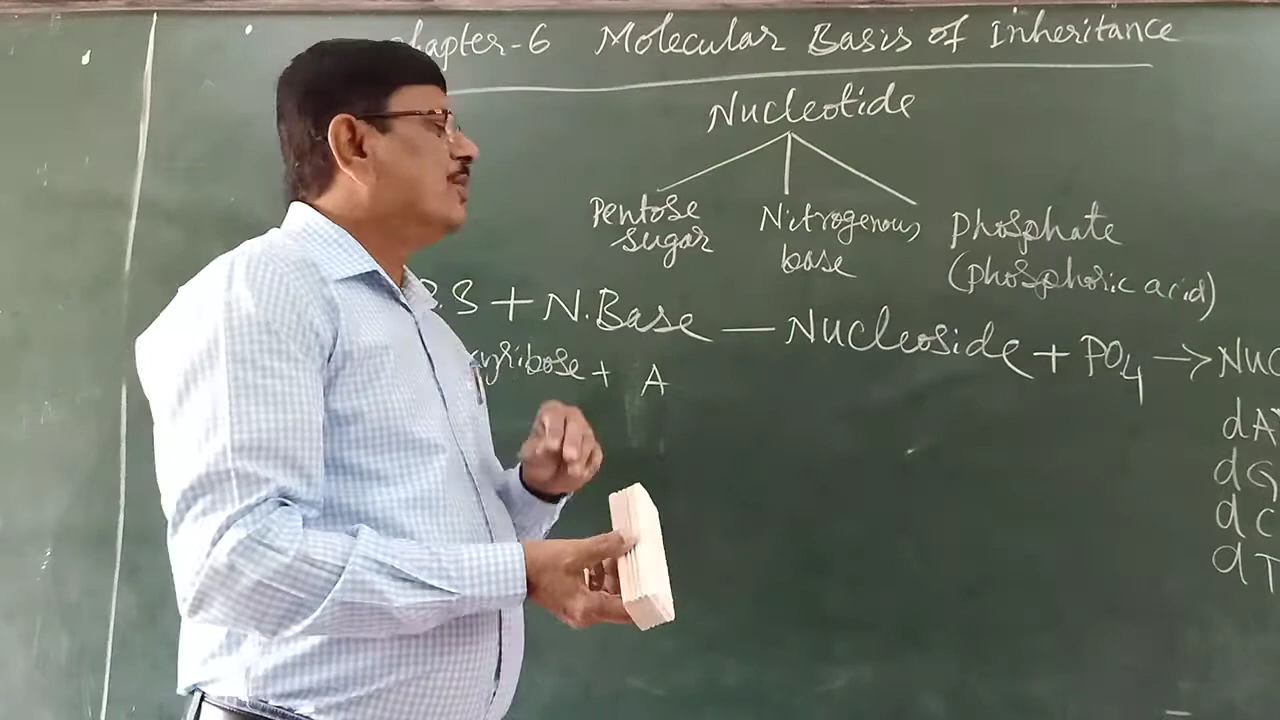 Chapter-6 Molecular Basis of Inheritance
Nucleotide
Pentose sugar
Nitrogenous base
Phosphate (phosphoric acid)
P.S + N.Base — Nucleoside + PO4 → Nuc
yribose + A
dA
dG
dC
dT